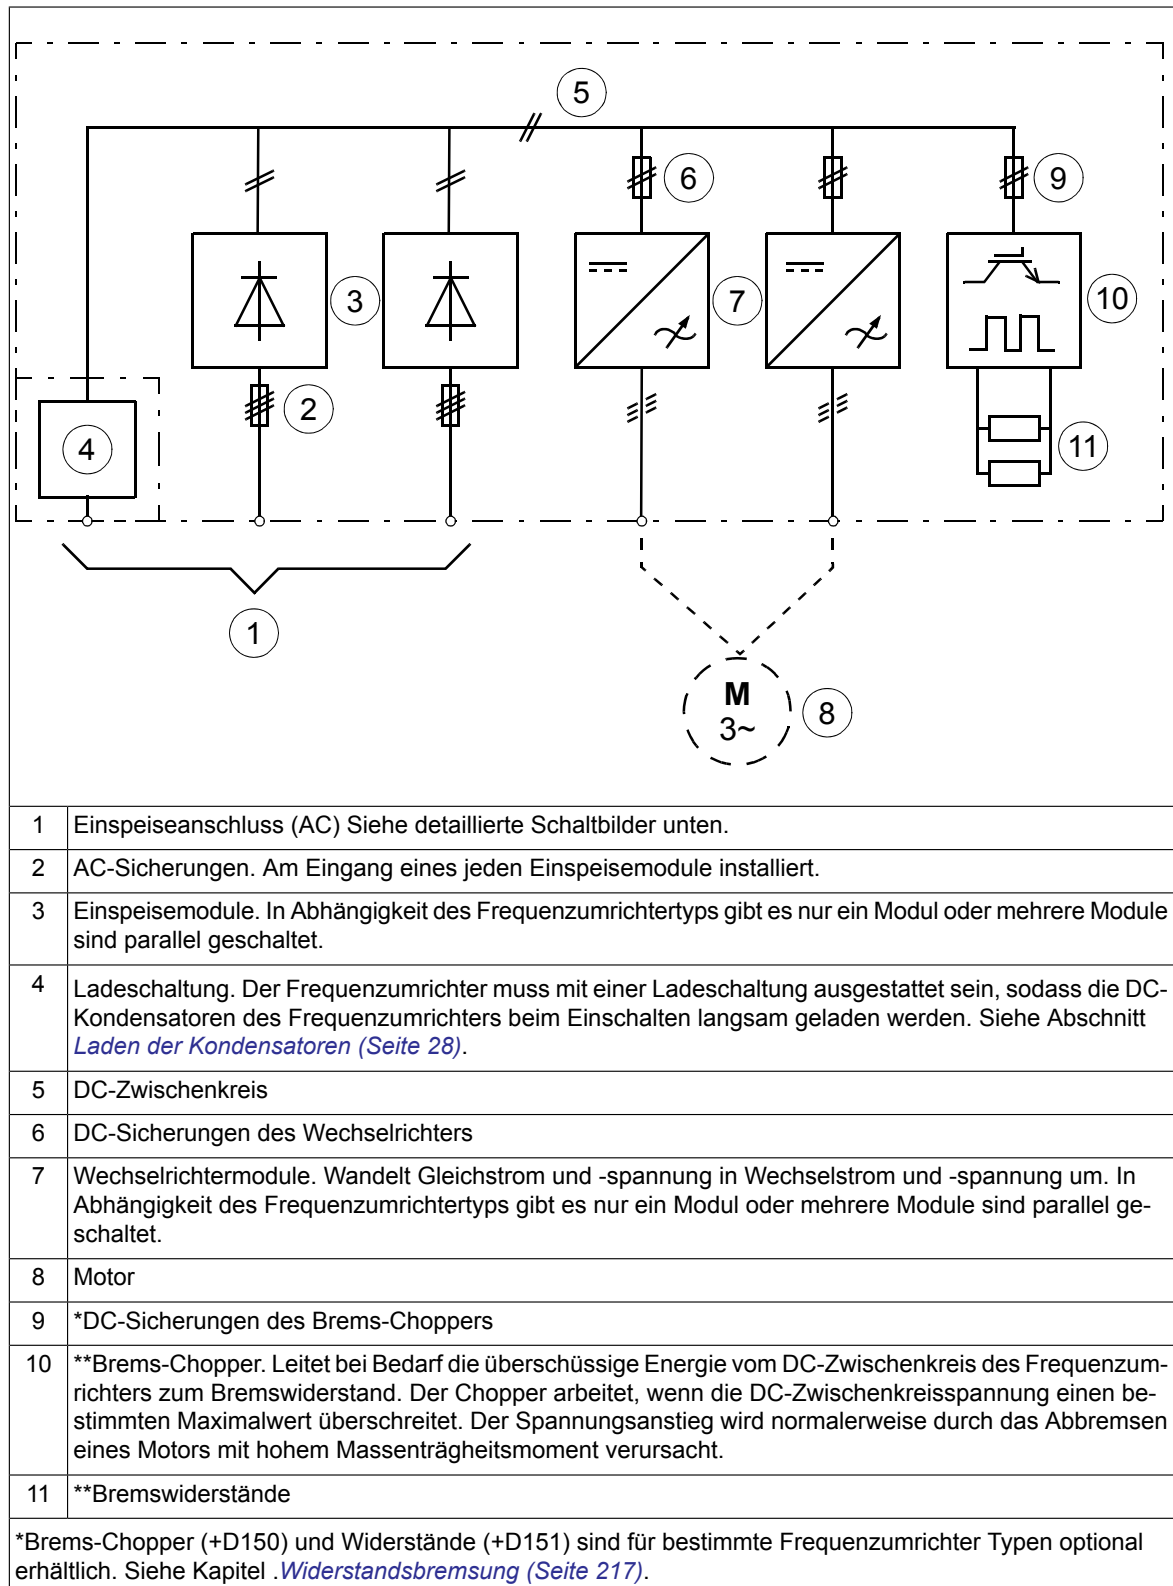 5
6
9
3
7
10
2
4
11
1
M
3~
8
1 Einspeiseanschluss (AC) Siehe detaillierte Schaltbilder unten.
2 AC-Sicherungen. Am Eingang eines jeden Einspeisemodule installiert.
3 Einspeisemodule. In Abhängigkeit des Frequenzumrichtertyps gibt es nur ein Modul oder mehrere Module
sind parallel geschaltet.
4 Ladeschaltung. Der Frequenzumrichter muss mit einer Ladeschaltung ausgestattet sein, sodass die DC-
Kondensatoren des Frequenzumrichters beim Einschalten langsam geladen werden. Siehe Abschnitt
Laden der Kondensatoren (Seite 28).
5 DC-Zwischenkreis
6 DC-Sicherungen des Wechselrichters
7 Wechselrichtermodule. Wandelt Gleichstrom und -spannung in Wechselstrom und -spannung um. In
Abhängigkeit des Frequenzumrichtertyps gibt es nur ein Modul oder mehrere Module sind parallel ge-
schaltet.
8 Motor
9 *DC-Sicherungen des Brems-Choppers
10 **Brems-Chopper. Leitet bei Bedarf die überschüssige Energie vom DC-Zwischenkreis des Frequenzum-
richters zum Bremswiderstand. Der Chopper arbeitet, wenn die DC-Zwischenkreisspannung einen be-
stimmten Maximalwert überschreitet. Der Spannungsanstieg wird normalerweise durch das Abbremsen
eines Motors mit hohem Massenträgheitsmoment verursacht.
11 **Bremswiderstände
*Brems-Chopper (+D150) und Widerstände (+D151) sind für bestimmte Frequenzumrichter Typen optional
erhältlich. Siehe Kapitel .Widerstandsbremsung (Seite 217).